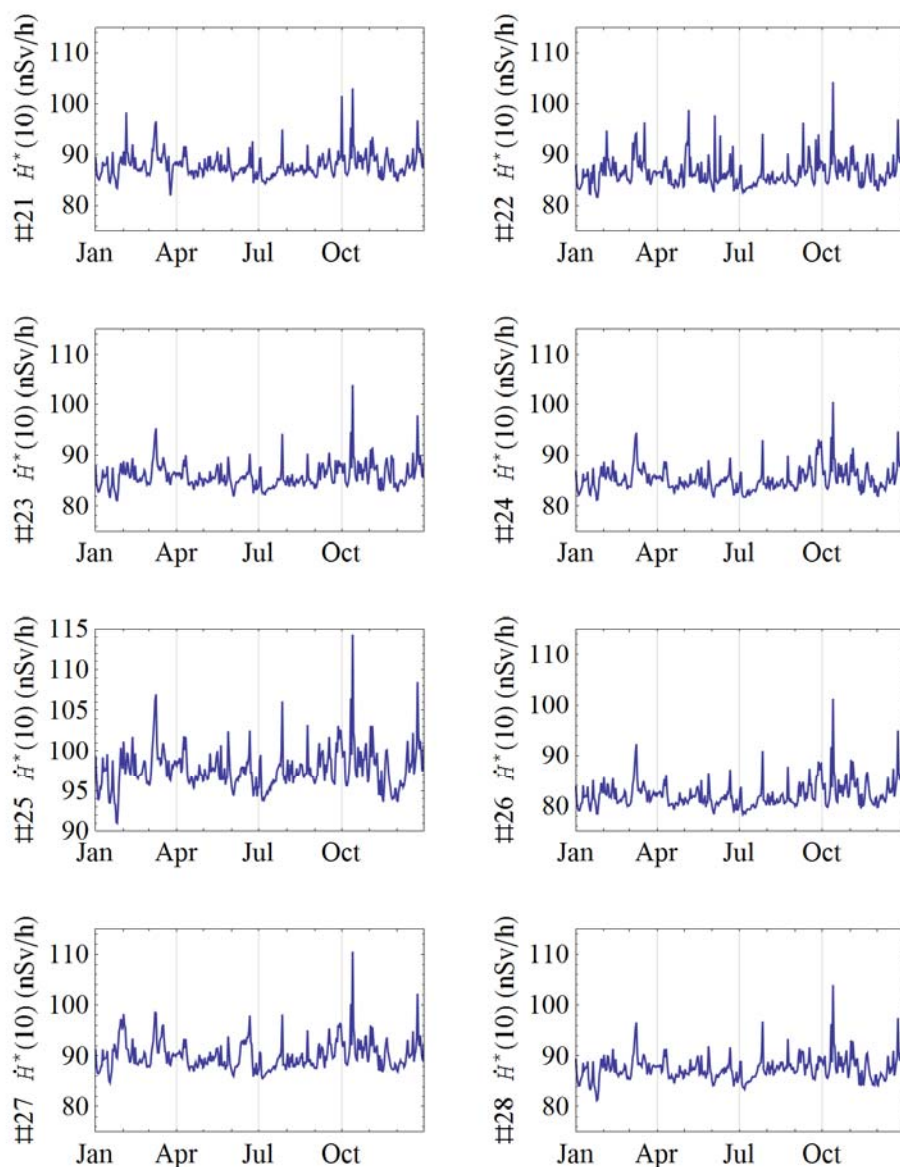 #21 Ḣ*(10) (nSv/h)
110
100
90
80
Jan Apr Jul Oct
#22 Ḣ*(10) (nSv/h)
110
100
90
80
Jan Apr Jul Oct
#23 Ḣ*(10) (nSv/h)
110
100
90
80
Jan Apr Jul Oct
#24 Ḣ*(10) (nSv/h)
110
100
90
80
Jan Apr Jul Oct
#25 Ḣ*(10) (nSv/h)
115
110
105
100
95
90
Jan Apr Jul Oct
#26 Ḣ*(10) (nSv/h)
110
100
90
80
Jan Apr Jul Oct
#27 Ḣ*(10) (nSv/h)
110
100
90
80
Jan Apr Jul Oct
#28 Ḣ*(10) (nSv/h)
110
100
90
80
Jan Apr Jul Oct